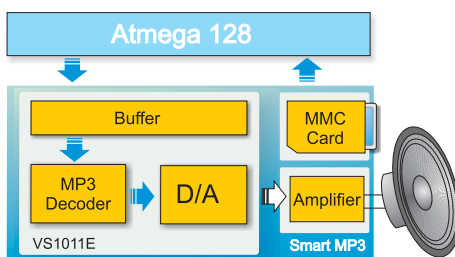 Atmega 128
Buffer
MMC
Card
MP3
Decoder
D/A
Amplifier
VS1011E
Smart MP3